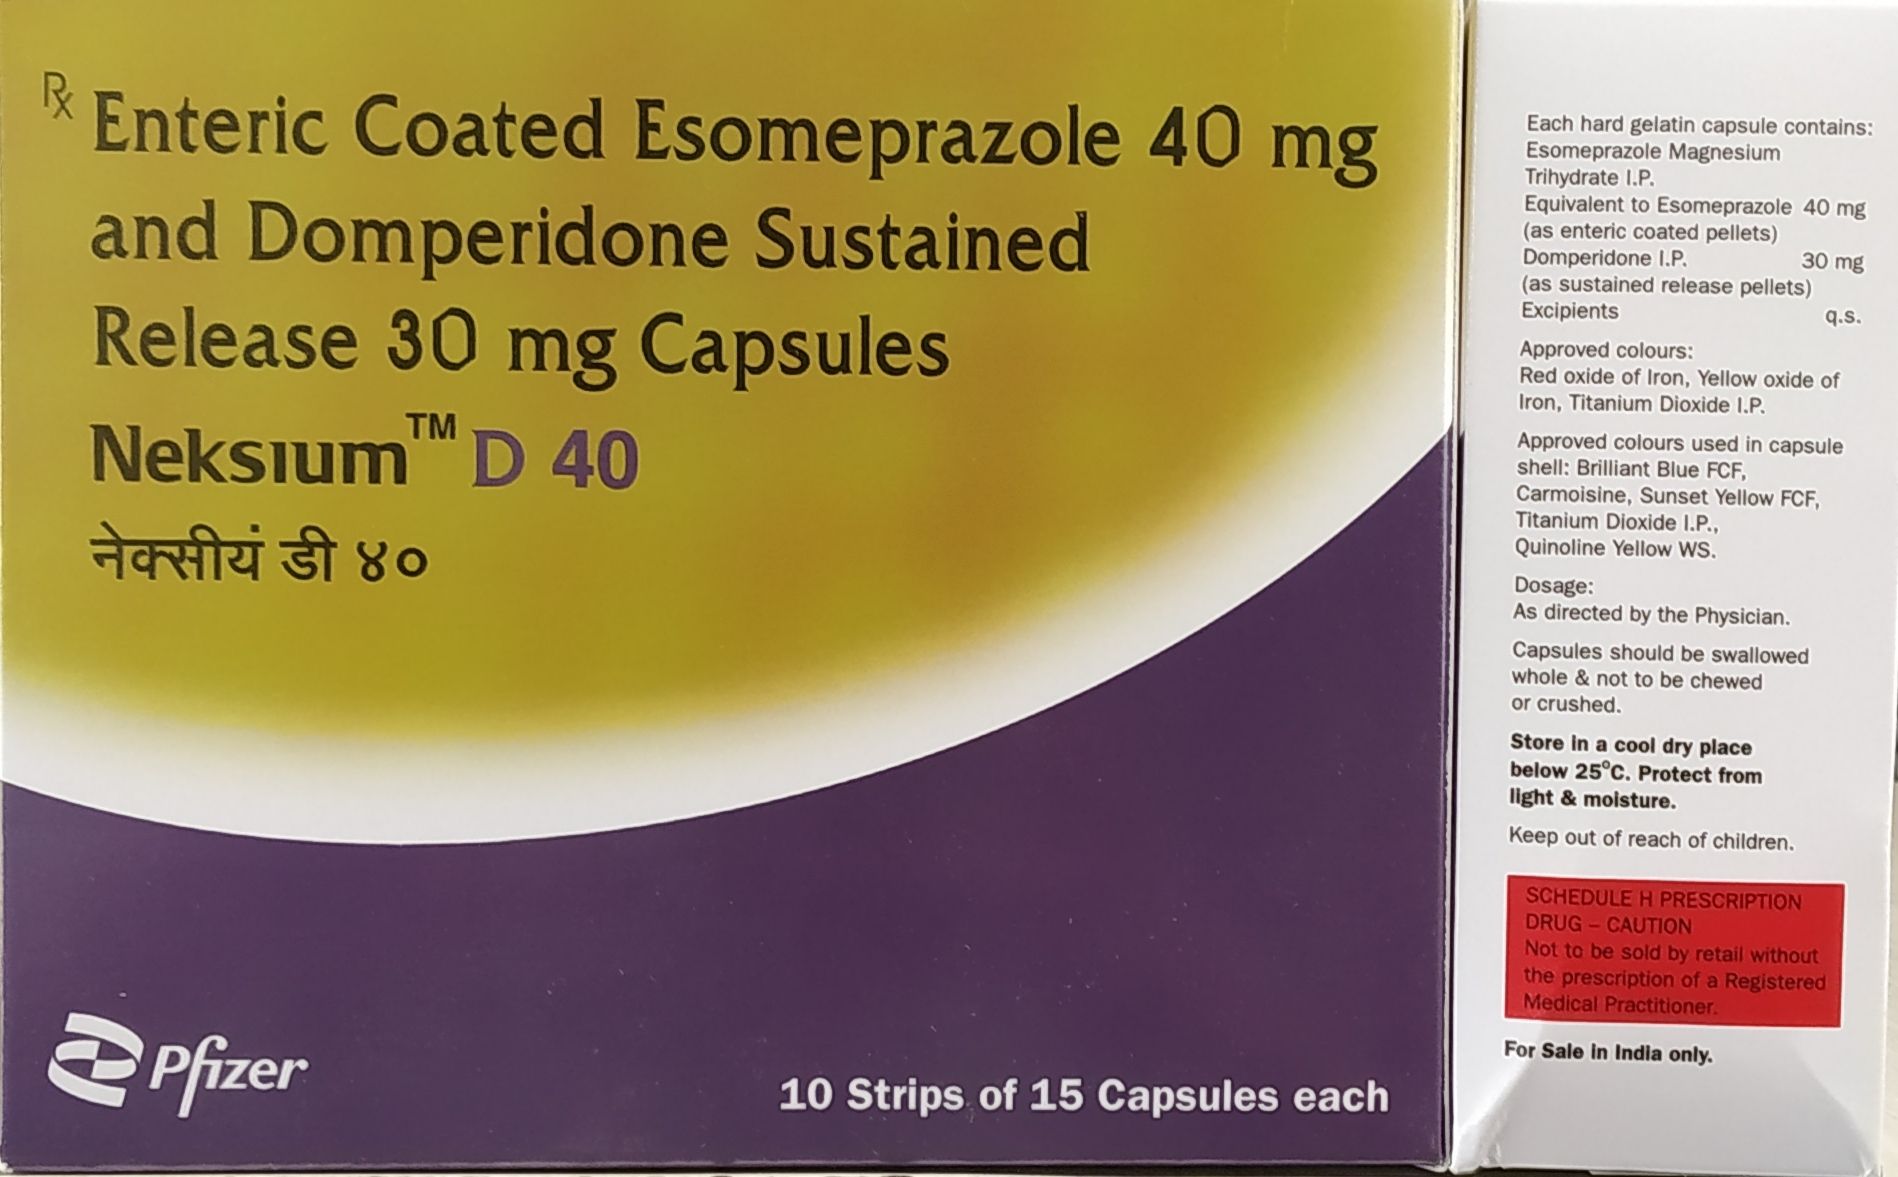 Rx Enteric Coated Esomeprazole 40 mg
and Domperidone Sustained
Release 30 mg Capsules
Neksium™ D 40
नेक्सीयं डी ४०
Pfizer
10 Strips of 15 Capsules each
Each hard gelatin capsule contains:
Esomeprazole Magnesium
Trihydrate I.P.
Equivalent to Esomeprazole 40 mg
(as enteric coated pellets)
Domperidone I.P. 30 mg
(as sustained release pellets)
Excipients q.s.
Approved colours:
Red oxide of Iron, Yellow oxide of
Iron, Titanium Dioxide I.P.
Approved colours used in capsule
shell: Brilliant Blue FCF,
Carmoisine, Sunset Yellow FCF,
Titanium Dioxide I.P.,
Quinoline Yellow WS.
Dosage:
As directed by the Physician.
Capsules should be swallowed
whole & not to be chewed
or crushed.
Store in a cool dry place
below 25°C. Protect from
light & moisture.
Keep out of reach of children.
SCHEDULE H PRESCRIPTION
DRUG – CAUTION
Not to be sold by retail without
the prescription of a Registered
Medical Practitioner.
For Sale in India only.